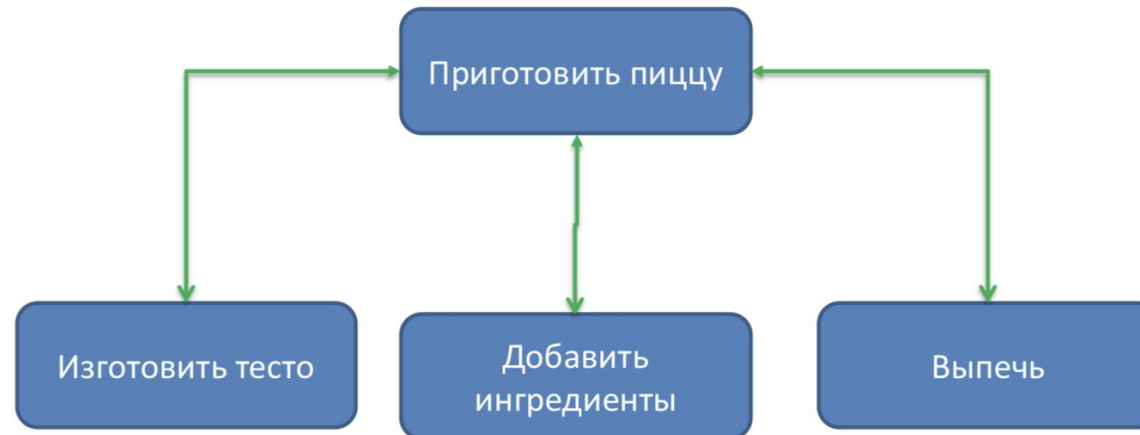 Приготовить пиццу
Изготовить тесто
Добавить
ингредиенты
Выпечь